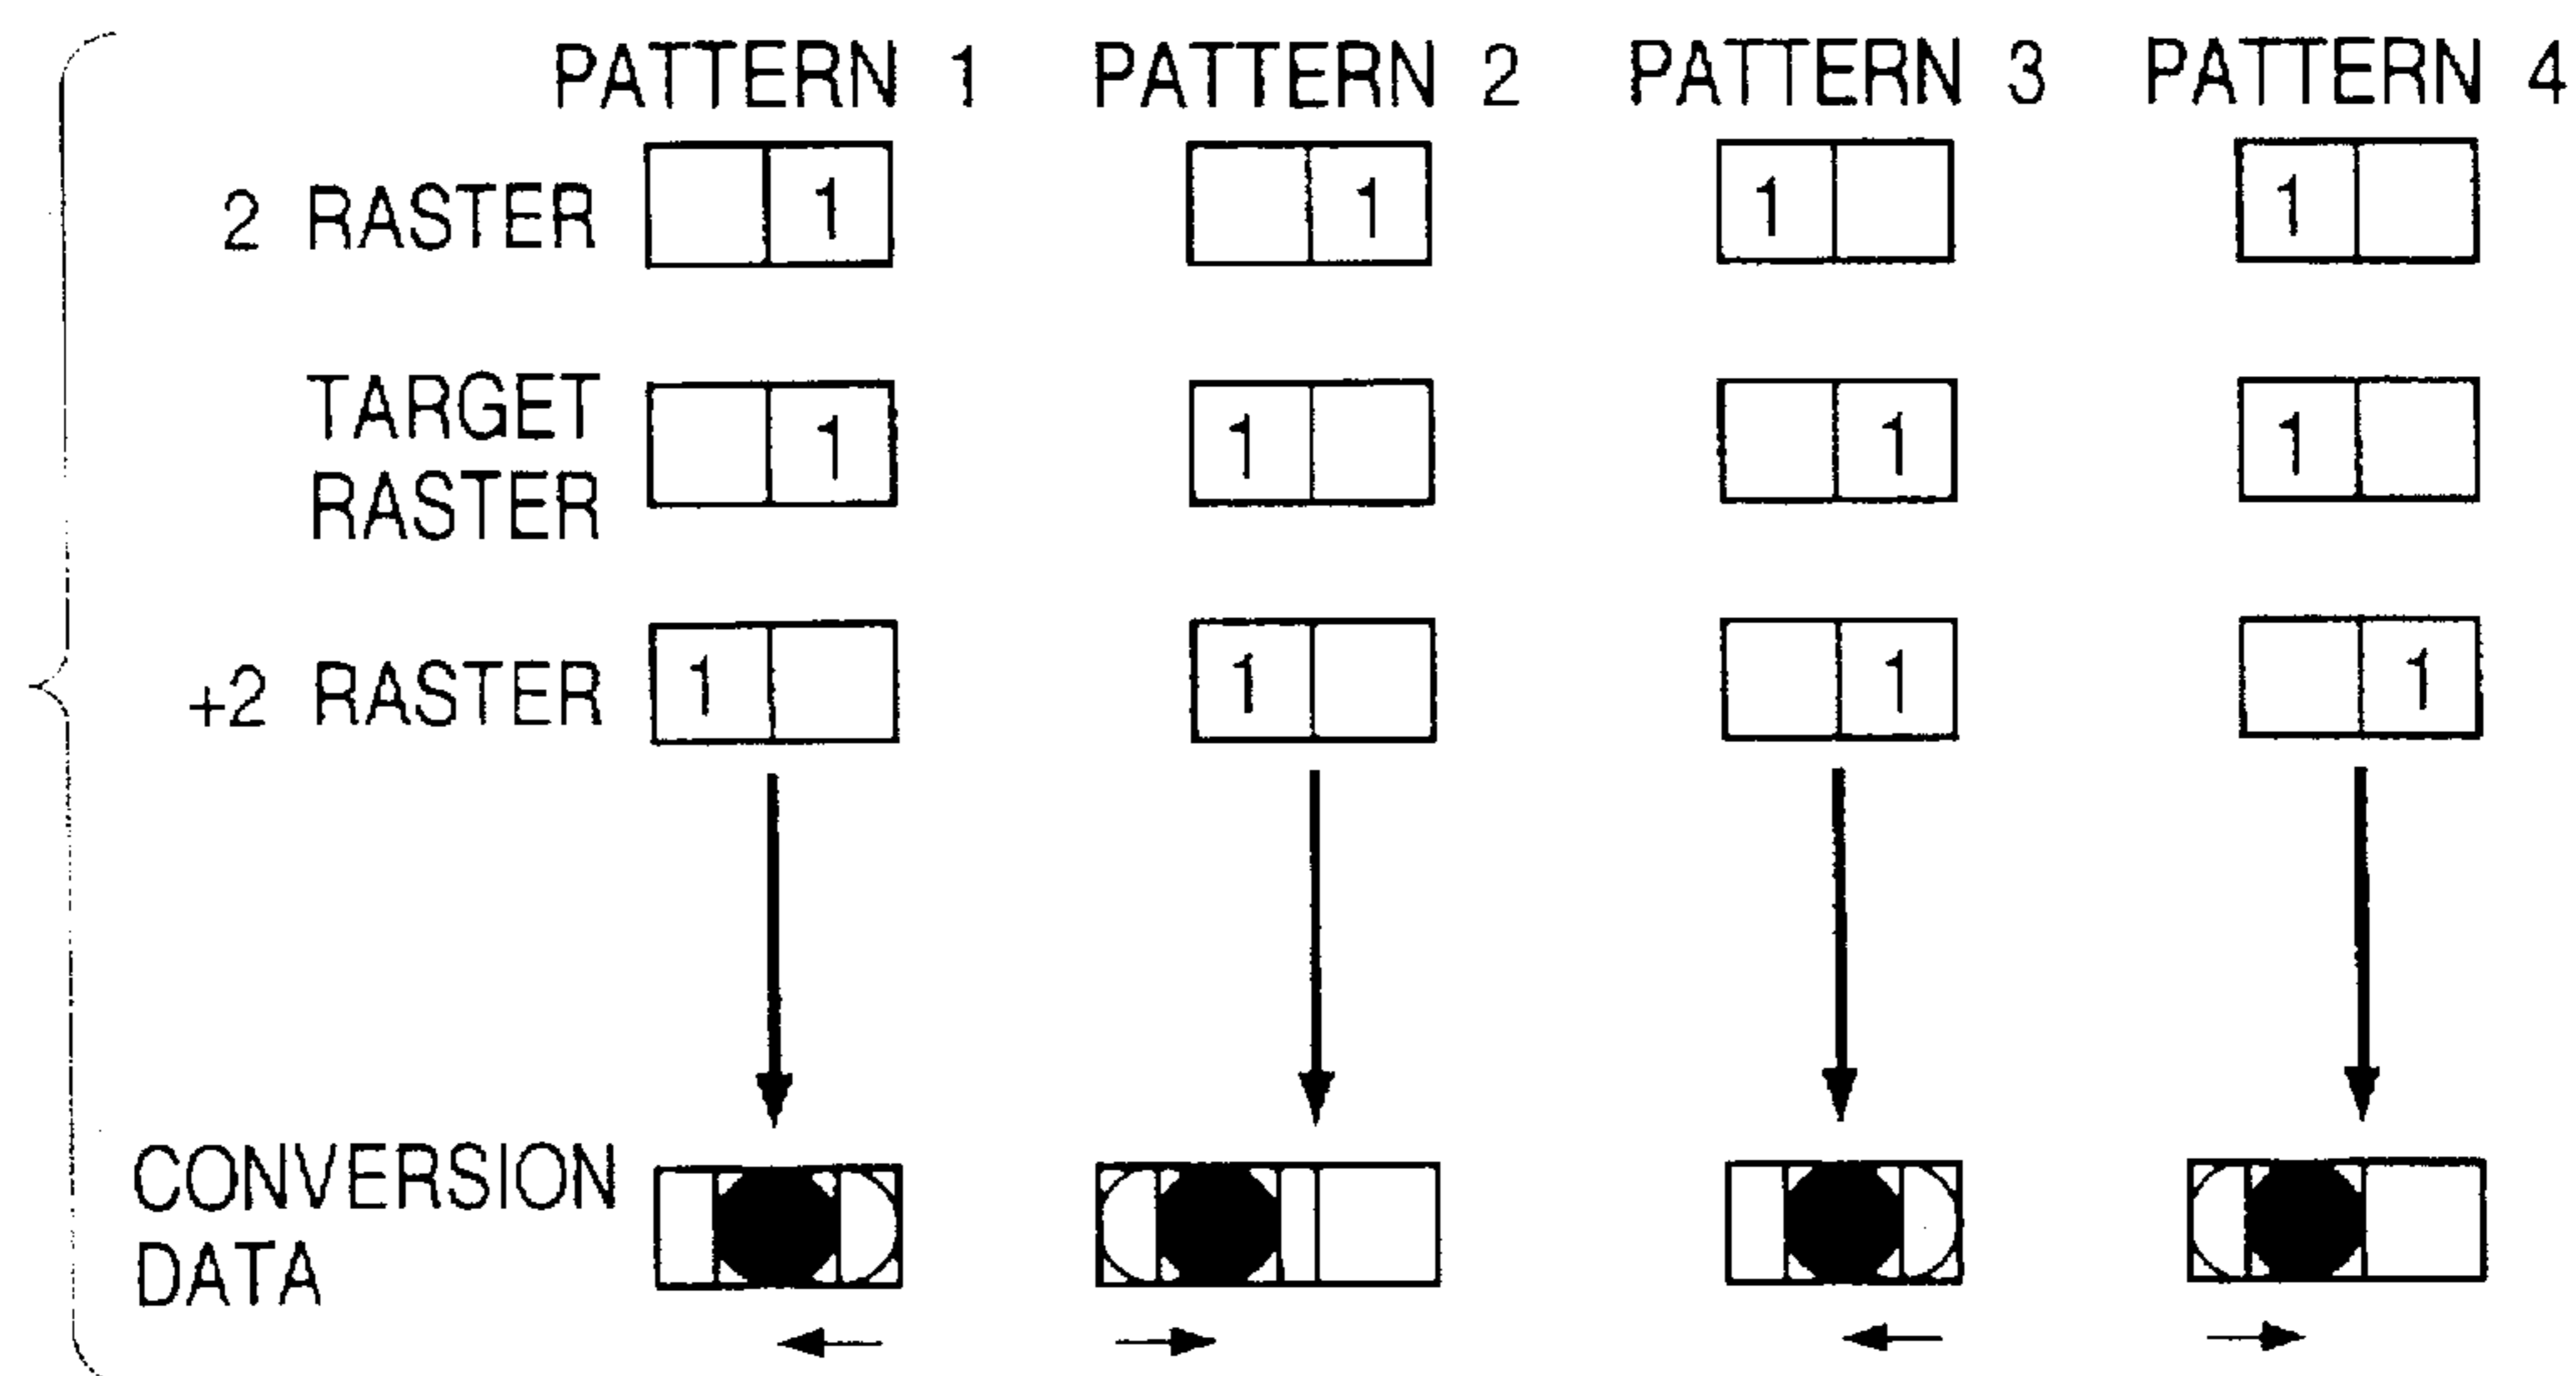 PATTERN 1 PATTERN 2 PATTERN 3 PATTERN 4
2 RASTER 1 1 1 1
TARGET
RASTER 1 1 1 1
+2 RASTER 1 1 1 1
CONVERSION
DATA